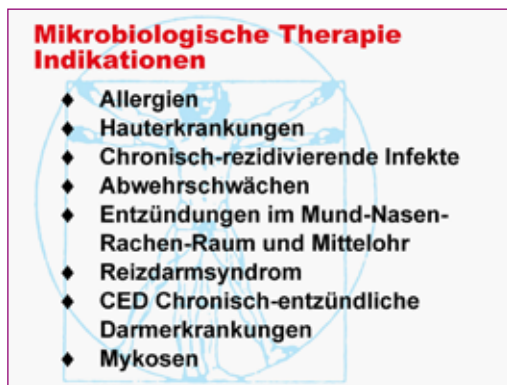 Mikrobiologische Therapie
Indikationen
♦ Allergien
♦ Hauterkrankungen
♦ Chronisch-rezidivierende Infekte
♦ Abwehrschwächen
♦ Entzündungen im Mund-Nasen-
Rachen-Raum und Mittelohr
♦ Reizdarmsyndrom
♦ CED Chronisch-entzündliche
Darmerkrankungen
♦ Mykosen